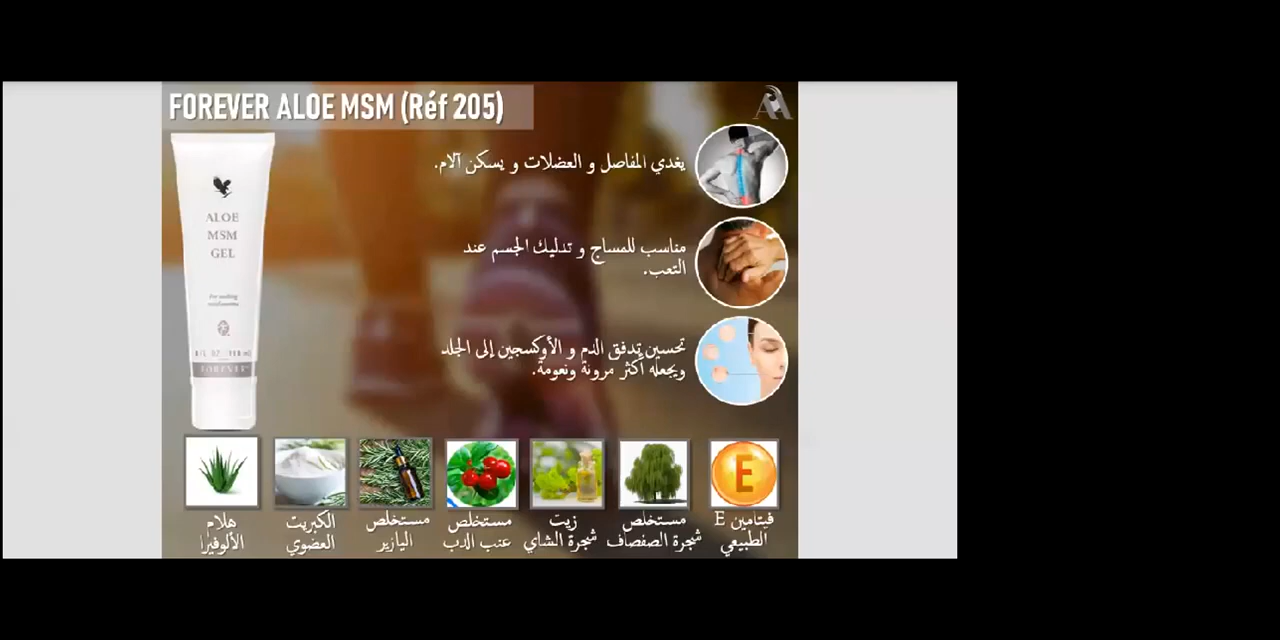 FOREVER ALOE MSM (Réf 205)
ALOE
MSM
GEL
FOREVER
يغدي المفاصل و العضلات و يسكن آلام.
مناسب للمساج و تدليك الجسم عند
التعب.
تحسين تدفق الدم و الأوكسجين إلى الجلد
ويجعله أكثر مرونة ونعومة.
E
فيتامين E
الطبيعي
مستخلص
شجرة الصفصاف
زيت
شجرة الشاي
مستخلص
عنب الدب
مستخلص
اليازير
الكبريت
العضوي
هلام
الألوفيرا